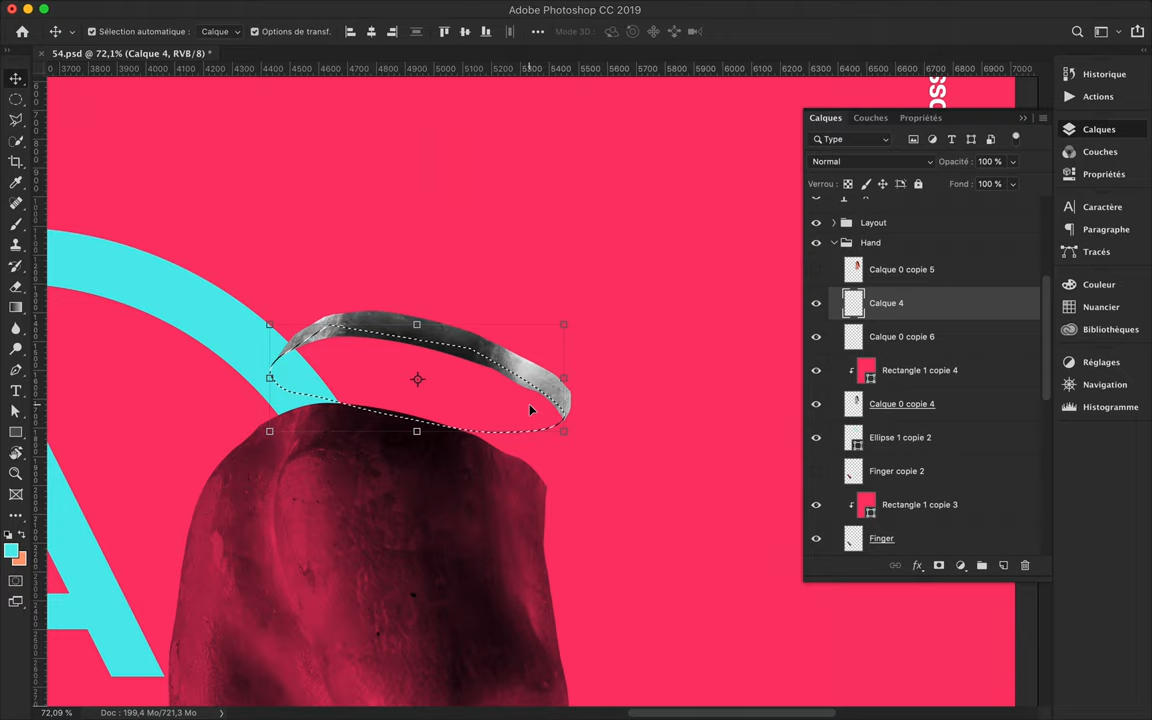 Adobe Photoshop CC 2019
Sélection automatique : Calque Options de transf. Mode 3D :
54.psd @ 72,1% (Calque 4, RVB/8) *
3700 3800 3900 4000 4100 4200 4300 4400 4500 4600 4700 4800 4900 5000 5100 5200 5300 5400 5500 5600 5700 5800 5900 6000 6100 6200 6300 6400 6500 6600 6700 6800 6900 7000
Calques Couches Propriétés
Type
Normal Opacité : 100 %
Verrou : Fond : 100 %
Layout
Hand
Calque 0 copie 5
Calque 4
Calque 0 copie 6
Rectangle 1 copie 4
Calque 0 copie 4
Ellipse 1 copie 2
Finger copie 2
Rectangle 1 copie 3
Finger
fx
Historique
Actions
Calques
Couches
Propriétés
Caractère
Paragraphe
Tracés
Couleur
Nuancier
Bibliothèques
Réglages
Navigation
Histogramme
72,09 % Doc : 199,4 Mo/721,3 Mo